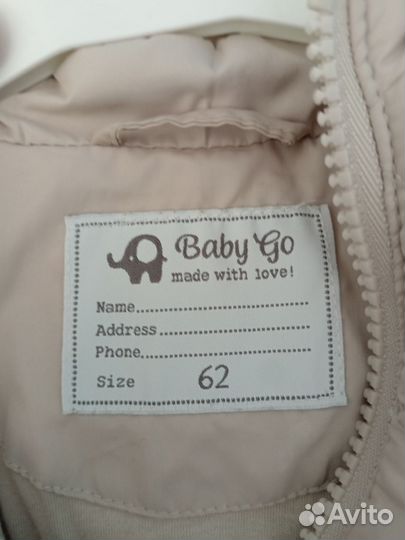 Baby Go
made with love!
Name..............................
Address..........................
Phone.............................
Size 62
Avito